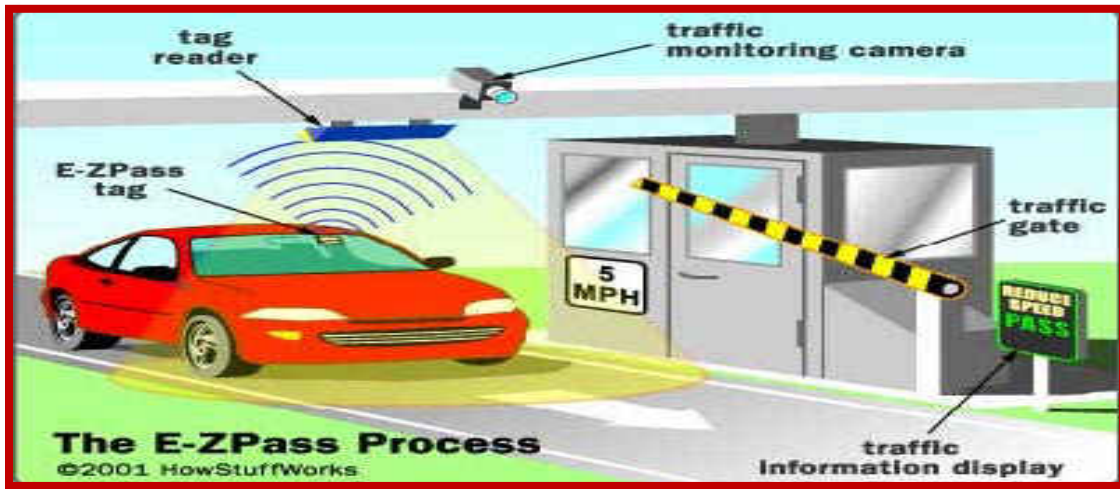 tag
reader
traffic
monitoring camera
E-ZPass
tag
traffic
gate
5
MPH
REDUCE
SPEED
PASS
The E-ZPass Process
©2001 HowStuffWorks
traffic
information display